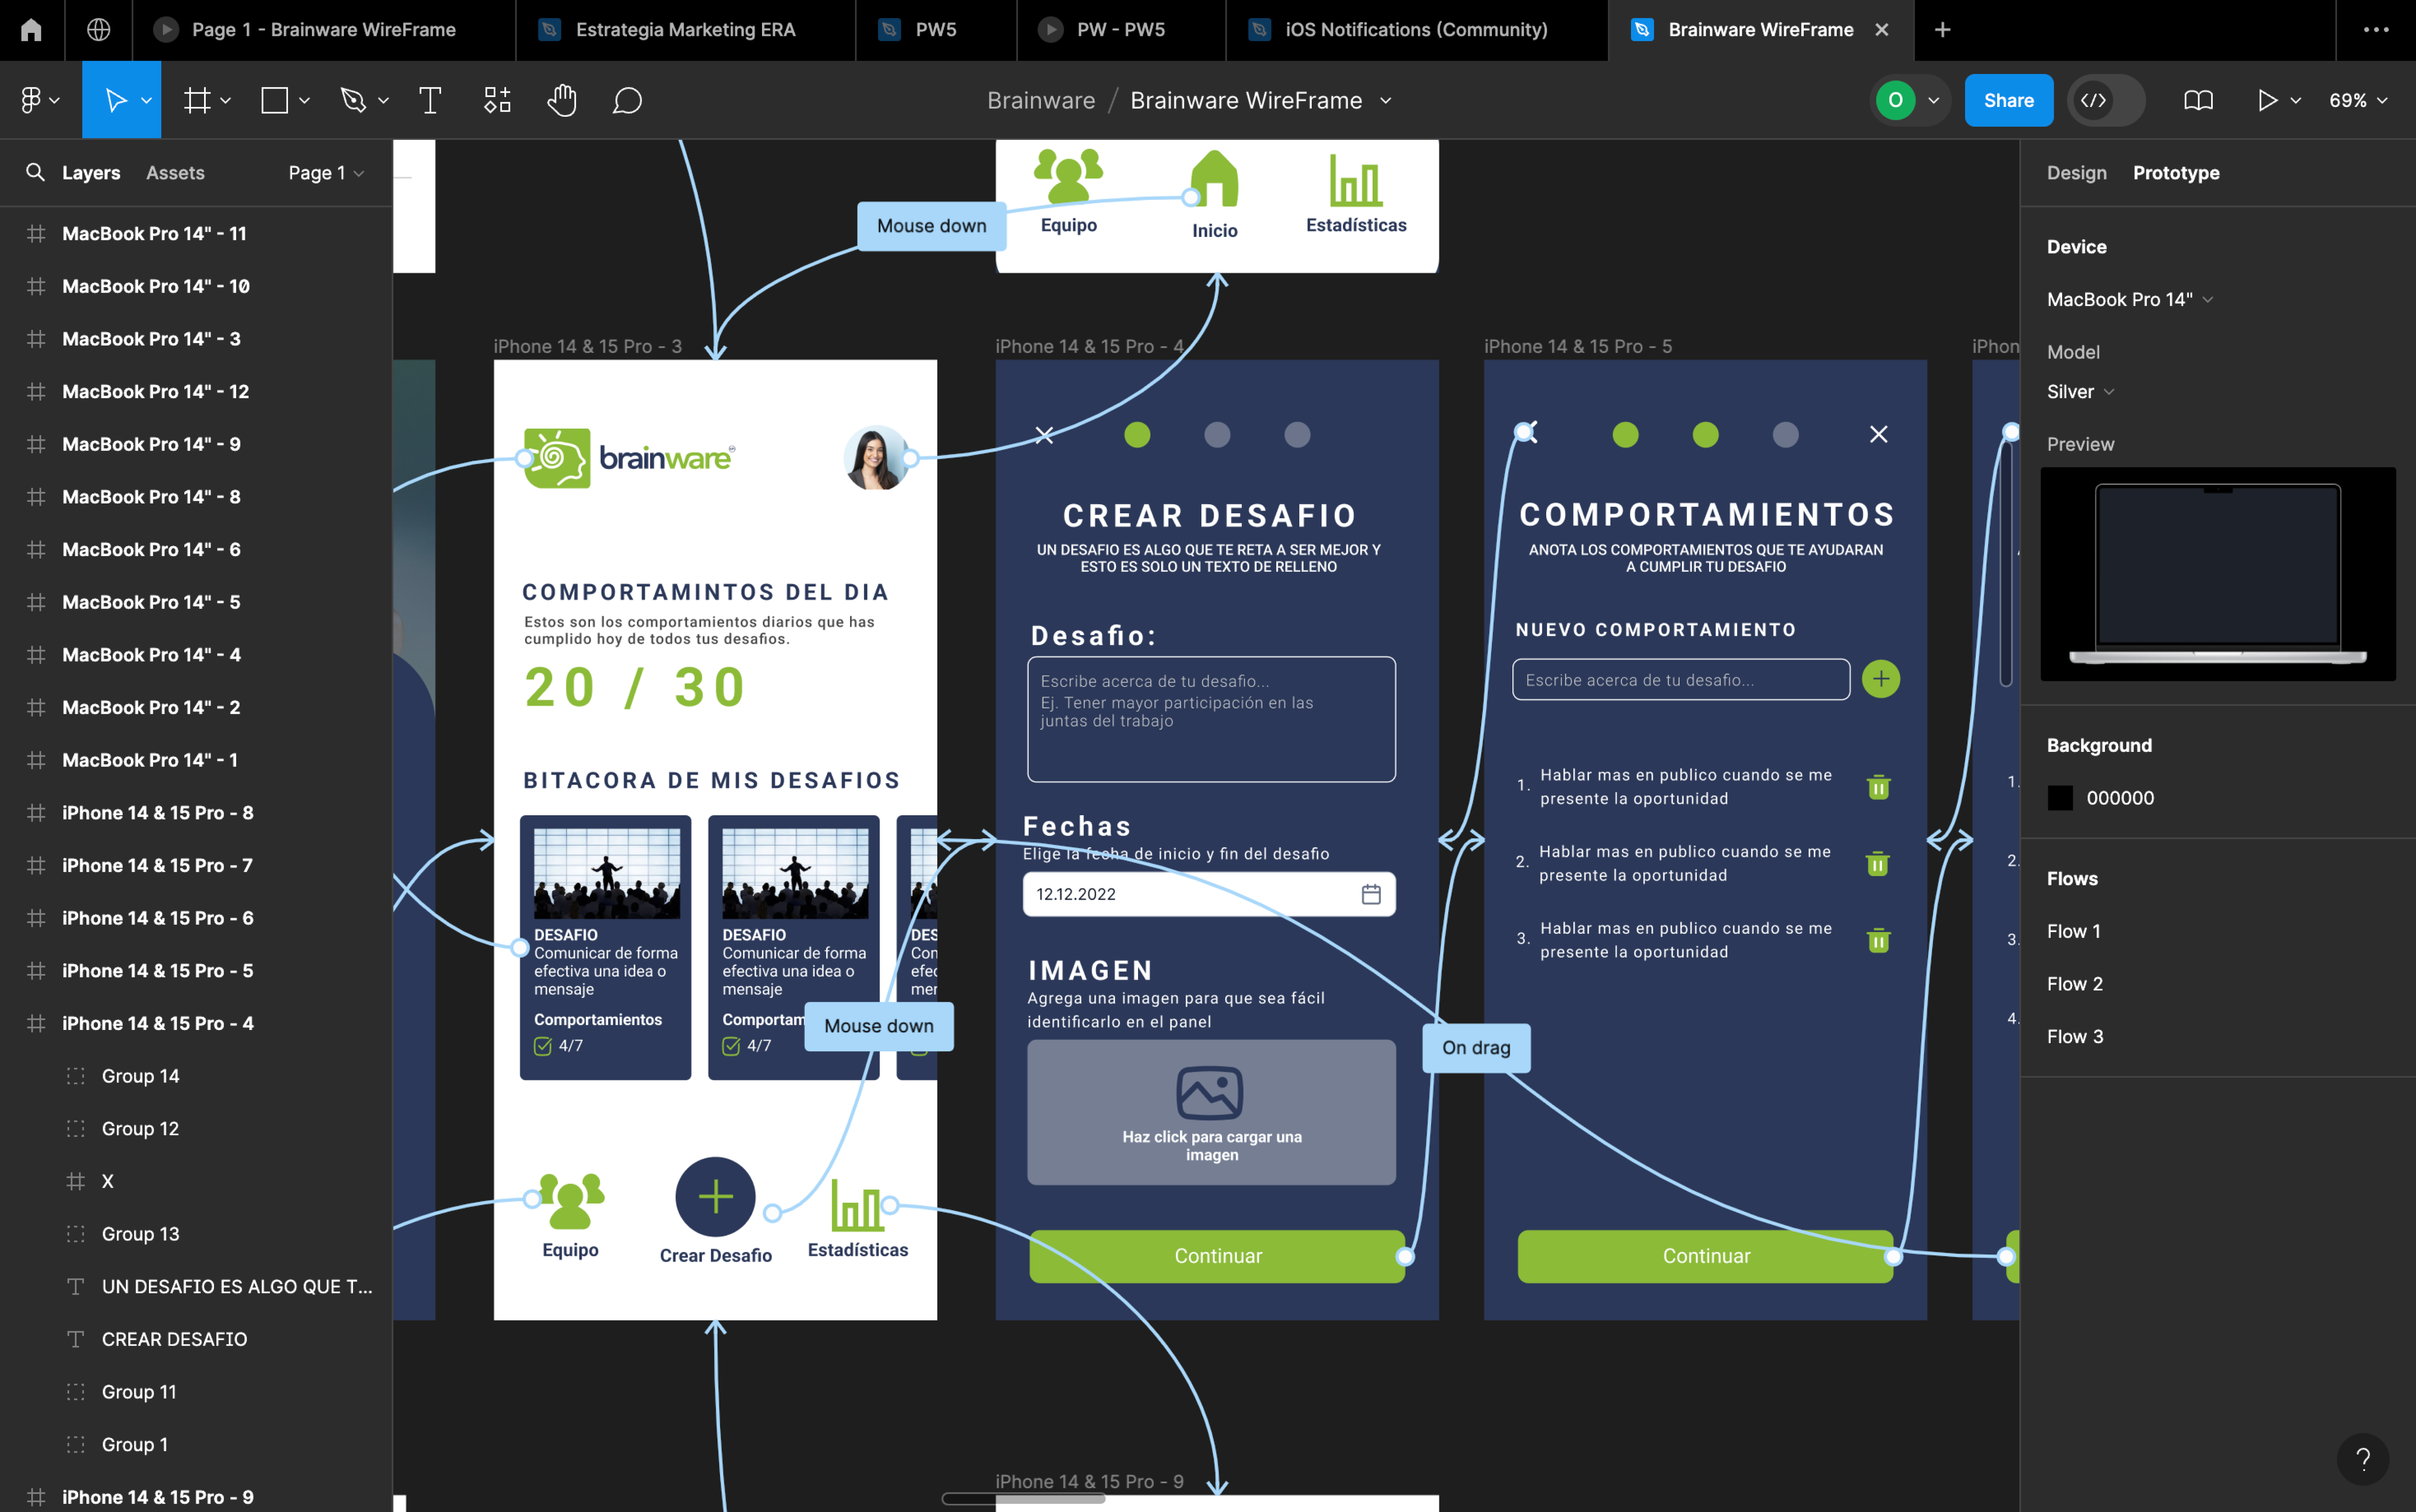 Page 1 - Brainware WireFrame
Estrategia Marketing ERA
PW5
PW - PW5
iOS Notifications (Community)
Brainware WireFrame
Brainware / Brainware WireFrame
O
Share
69%
Layers
Assets
Page 1
MacBook Pro 14" - 11
MacBook Pro 14" - 10
MacBook Pro 14" - 3
MacBook Pro 14" - 12
MacBook Pro 14" - 9
MacBook Pro 14" - 8
MacBook Pro 14" - 6
MacBook Pro 14" - 5
MacBook Pro 14" - 4
MacBook Pro 14" - 2
MacBook Pro 14" - 1
iPhone 14 & 15 Pro - 8
iPhone 14 & 15 Pro - 7
iPhone 14 & 15 Pro - 6
iPhone 14 & 15 Pro - 5
iPhone 14 & 15 Pro - 4
Group 14
Group 12
X
Group 13
UN DESAFIO ES ALGO QUE T...
CREAR DESAFIO
Group 11
Group 1
iPhone 14 & 15 Pro - 9
Mouse down
Equipo
Inicio
Estadísticas
iPhone 14 & 15 Pro - 3
brainware
COMPORTAMINTOS DEL DIA
Estos son los comportamientos diarios que has
cumplido hoy de todos tus desafios.
20 / 30
BITACORA DE MIS DESAFIOS
DESAFIO
Comunicar de forma
efectiva una idea o
mensaje
Comportamientos
4/7
DESAFIO
Comunicar de forma
efectiva una idea o
mensaje
Comportam
4/7
DES
Con
efec
mer
Mouse down
Equipo
Crear Desafio
Estadísticas
iPhone 14 & 15 Pro - 4
CREAR DESAFIO
UN DESAFIO ES ALGO QUE TE RETA A SER MEJOR Y
ESTO ES SOLO UN TEXTO DE RELLENO
Desafio:
Escribe acerca de tu desafio...
Ej. Tener mayor participación en las
juntas del trabajo
Fechas
Elige la fecha de inicio y fin del desafio
12.12.2022
IMAGEN
Agrega una imagen para que sea fácil
identificarlo en el panel
Haz click para cargar una
imagen
Continuar
On drag
iPhone 14 & 15 Pro - 5
COMPORTAMIENTOS
ANOTA LOS COMPORTAMIENTOS QUE TE AYUDARAN
A CUMPLIR TU DESAFIO
NUEVO COMPORTAMIENTO
Escribe acerca de tu desafio...
1. Hablar mas en publico cuando se me
presente la oportunidad
2. Hablar mas en publico cuando se me
presente la oportunidad
3. Hablar mas en publico cuando se me
presente la oportunidad
Continuar
iPhon
1.
2.
3.
4.
iPhone 14 & 15 Pro - 9
Design
Prototype
Device
MacBook Pro 14"
Model
Silver
Preview
Background
000000
Flows
Flow 1
Flow 2
Flow 3
?